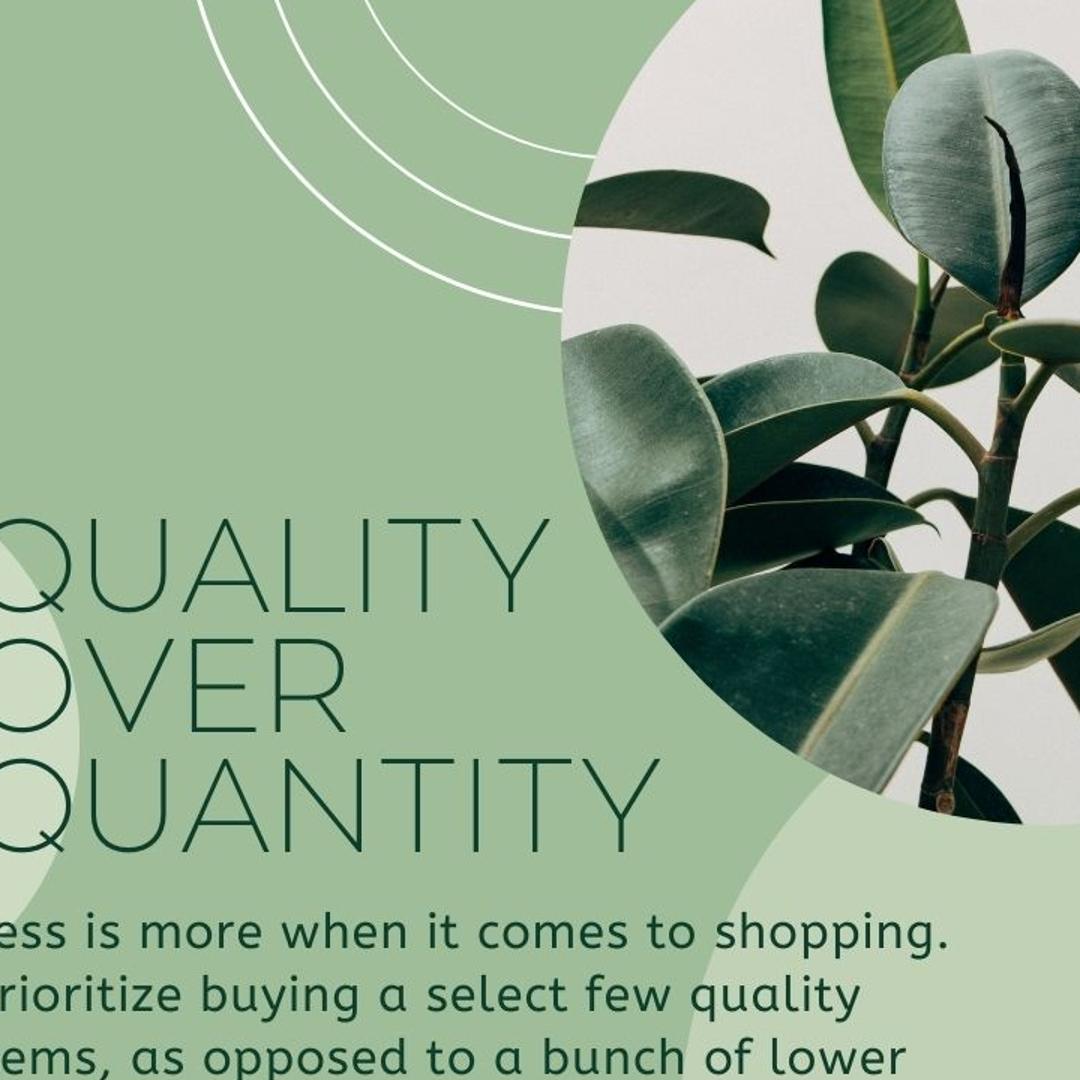 QUALITY
OVER
QUANTITY
ess is more when it comes to shopping.
rioritize buying a select few quality
ems, as opposed to a bunch of lower